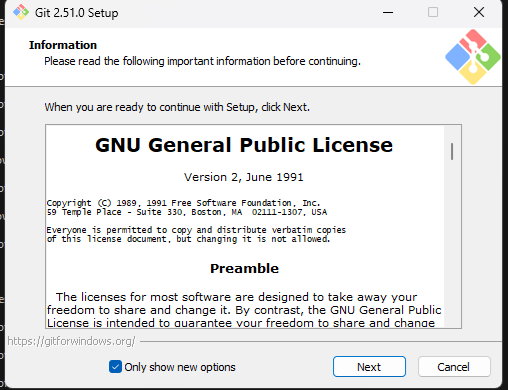 Git 2.51.0 Setup
Information
Please read the following important information before continuing.
When you are ready to continue with Setup, click Next.
GNU General Public License
Version 2, June 1991
Copyright (C) 1989, 1991 Free Software Foundation, Inc.
59 Temple Place - Suite 330, Boston, MA  02111-1307, USA
Everyone is permitted to copy and distribute verbatim copies
of this license document, but changing it is not allowed.
Preamble
The licenses for most software are designed to take away your
freedom to share and change it. By contrast, the GNU General Public
License is intended to guarantee your freedom to share and change
https://gitforwindows.org/
Only show new options
Next
Cancel